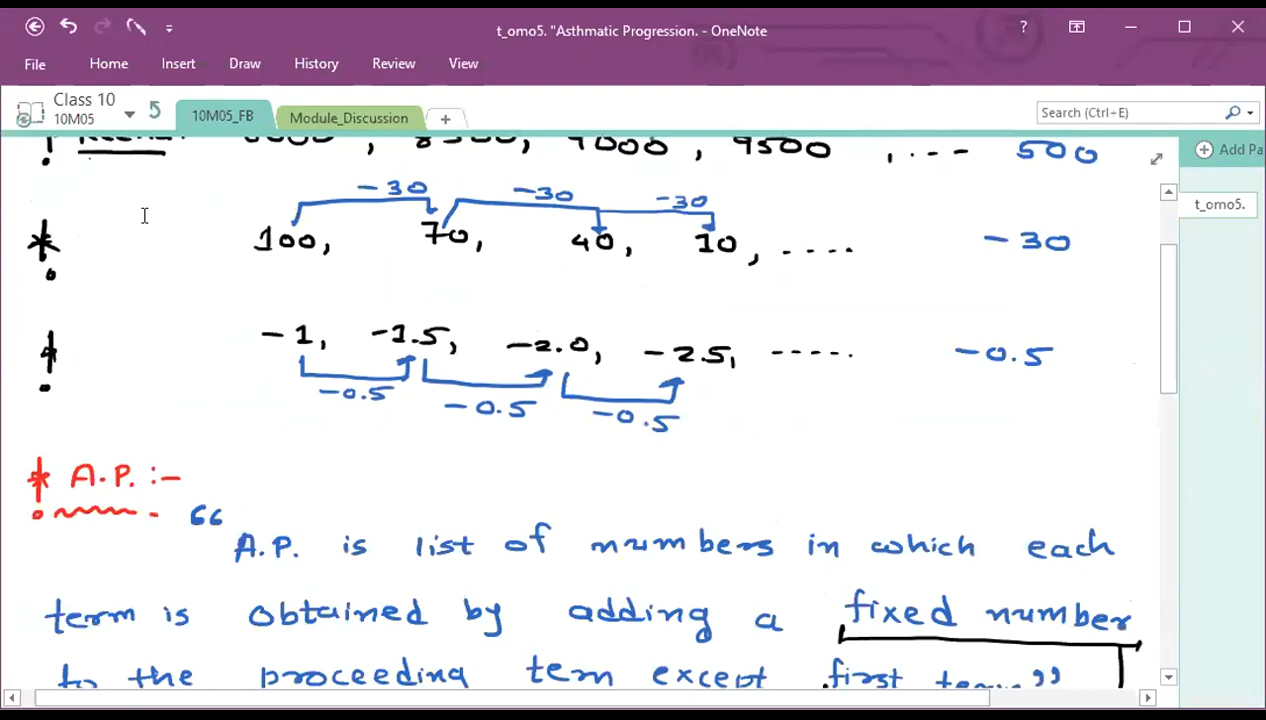 t_omo5. "Asthmatic Progression. - OneNote
?
File Home Insert Draw History Review View
Class 10
10M05
10M05_FB
Module_Discussion
+
Search (Ctrl+E)
Add Pa
t_omo5.
8500, 9000, 9500, .--- 500
-30 -30 -30
* 100, 70, 40, 10, .... -30
-1, -1.5, -2.0, -2.5, ----- -0.5
-0.5 -0.5 -0.5
* A.P. :-
“ A.P. is list of numbers in which each
term is obtained by adding a fixed number
to the proceeding term except first term”